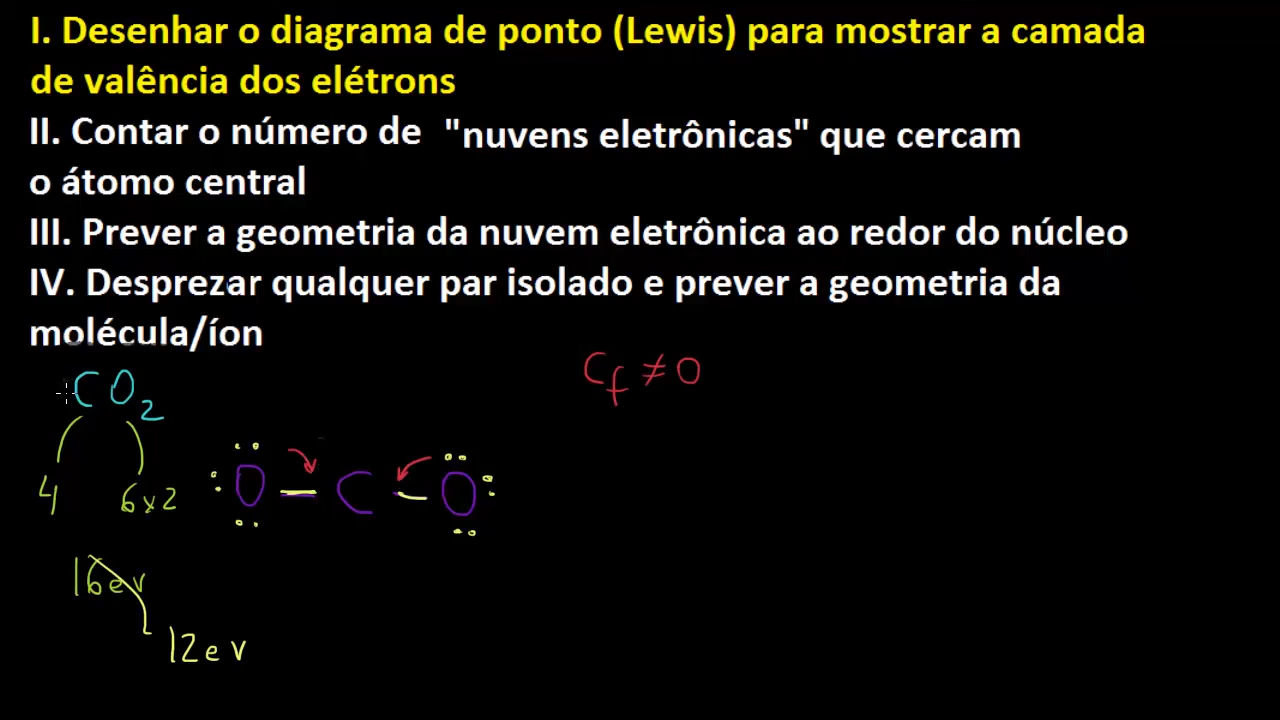 I. Desenhar o diagrama de ponto (Lewis) para mostrar a camada
de valência dos elétrons
II. Contar o número de "nuvens eletrônicas" que cercam
o átomo central
III. Prever a geometria da nuvem eletrônica ao redor do núcleo
IV. Desprezar qualquer par isolado e prever a geometria da
molécula/íon
CO2
Cf ≠ 0
4 6x2
O C O
16 e v
12 e v